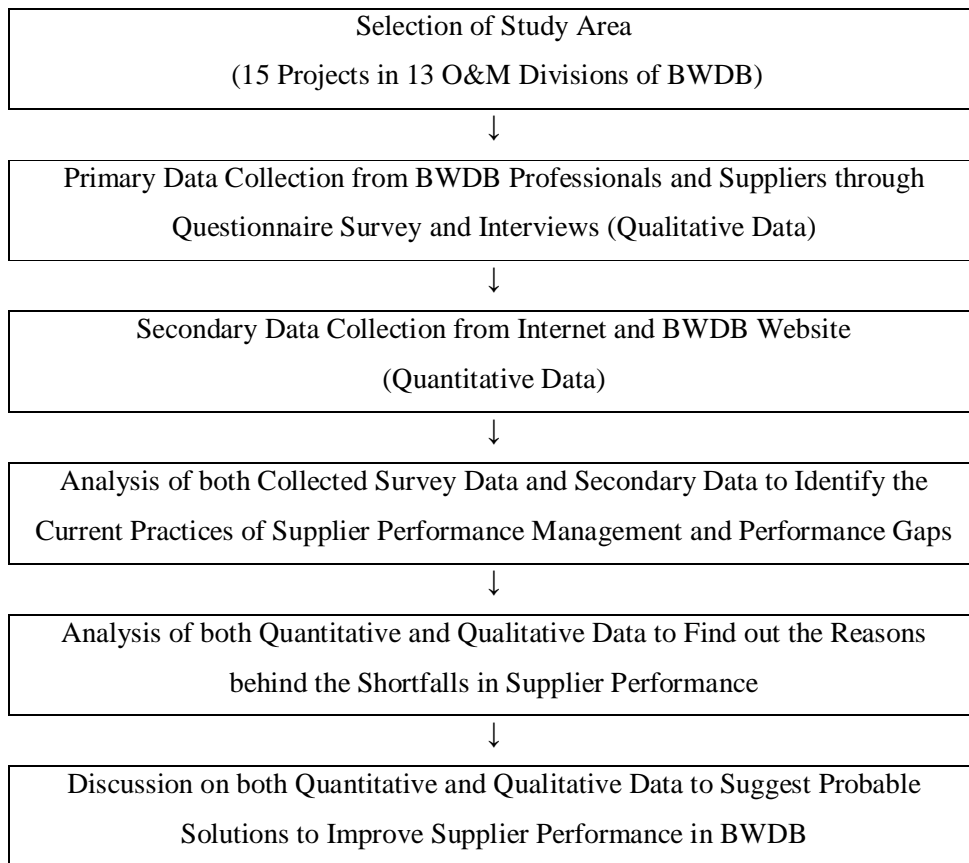 Selection of Study Area
(15 Projects in 13 O&M Divisions of BWDB)
↓
Primary Data Collection from BWDB Professionals and Suppliers through
Questionnaire Survey and Interviews (Qualitative Data)
↓
Secondary Data Collection from Internet and BWDB Website
(Quantitative Data)
↓
Analysis of both Collected Survey Data and Secondary Data to Identify the
Current Practices of Supplier Performance Management and Performance Gaps
↓
Analysis of both Quantitative and Qualitative Data to Find out the Reasons
behind the Shortfalls in Supplier Performance
↓
Discussion on both Quantitative and Qualitative Data to Suggest Probable
Solutions to Improve Supplier Performance in BWDB